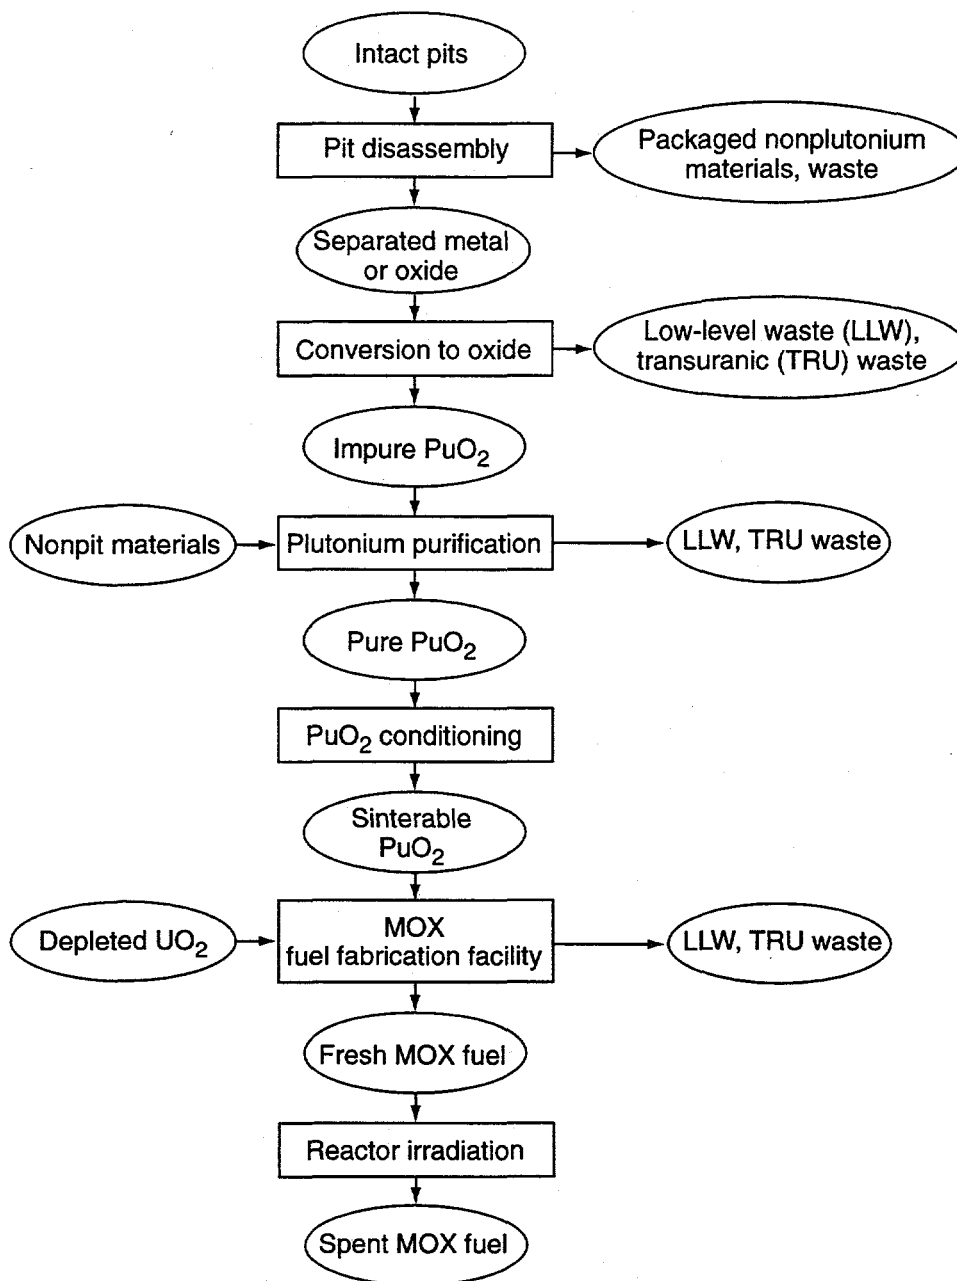 Intact pits
Pit disassembly
Packaged nonplutonium
materials, waste
Separated metal
or oxide
Conversion to oxide
Low-level waste (LLW),
transuranic (TRU) waste
Impure PuO₂
Nonpit materials
Plutonium purification
LLW, TRU waste
Pure PuO₂
PuO₂ conditioning
Sinterable
PuO₂
Depleted UO₂
MOX
fuel fabrication facility
LLW, TRU waste
Fresh MOX fuel
Reactor irradiation
Spent MOX fuel